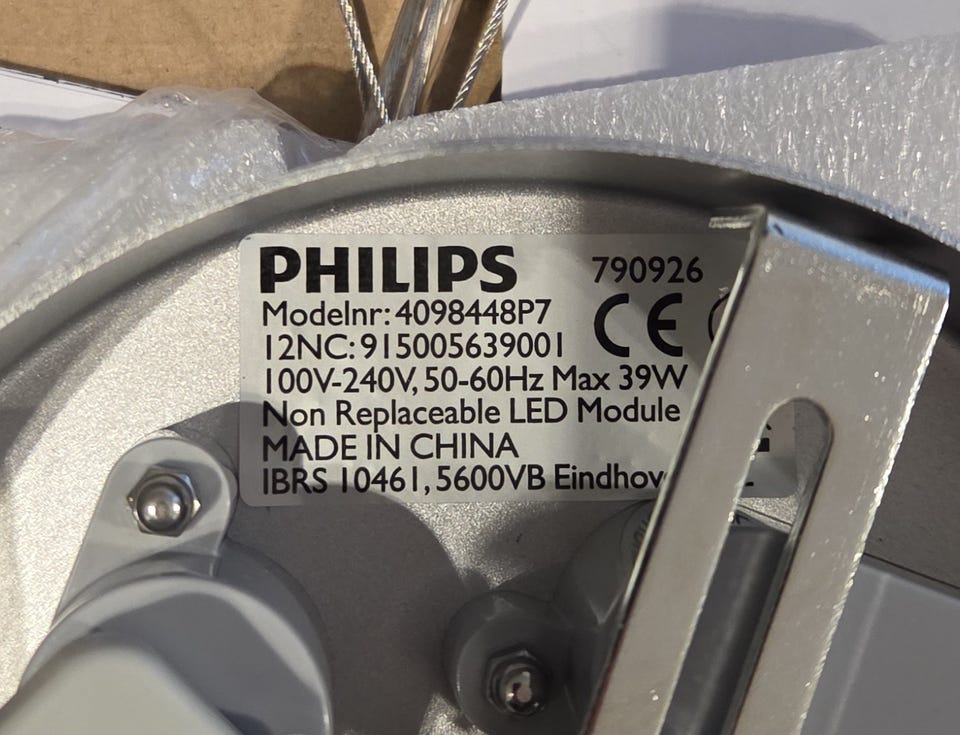 PHILIPS 790926
Modelnr: 4098448P7
12NC: 915005639001 CE
100V-240V, 50-60Hz Max 39W
Non Replaceable LED Module
MADE IN CHINA
IBRS 10461, 5600VB